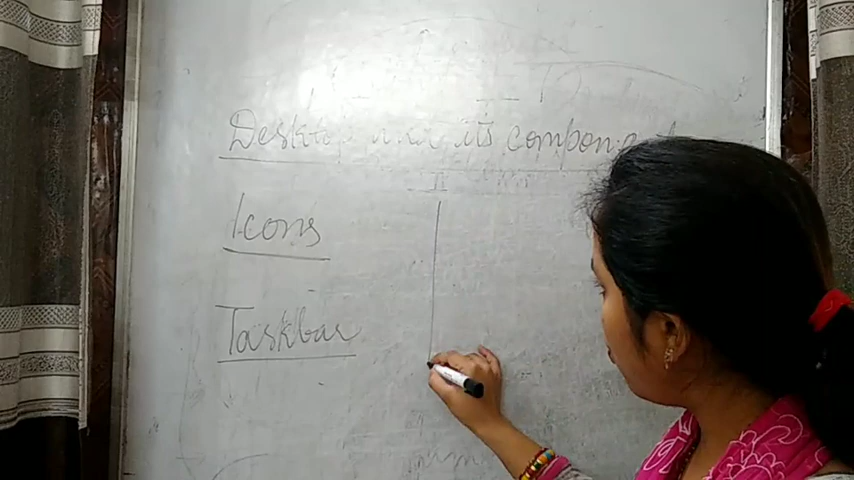 Desktop and its component
Icons
Taskbar